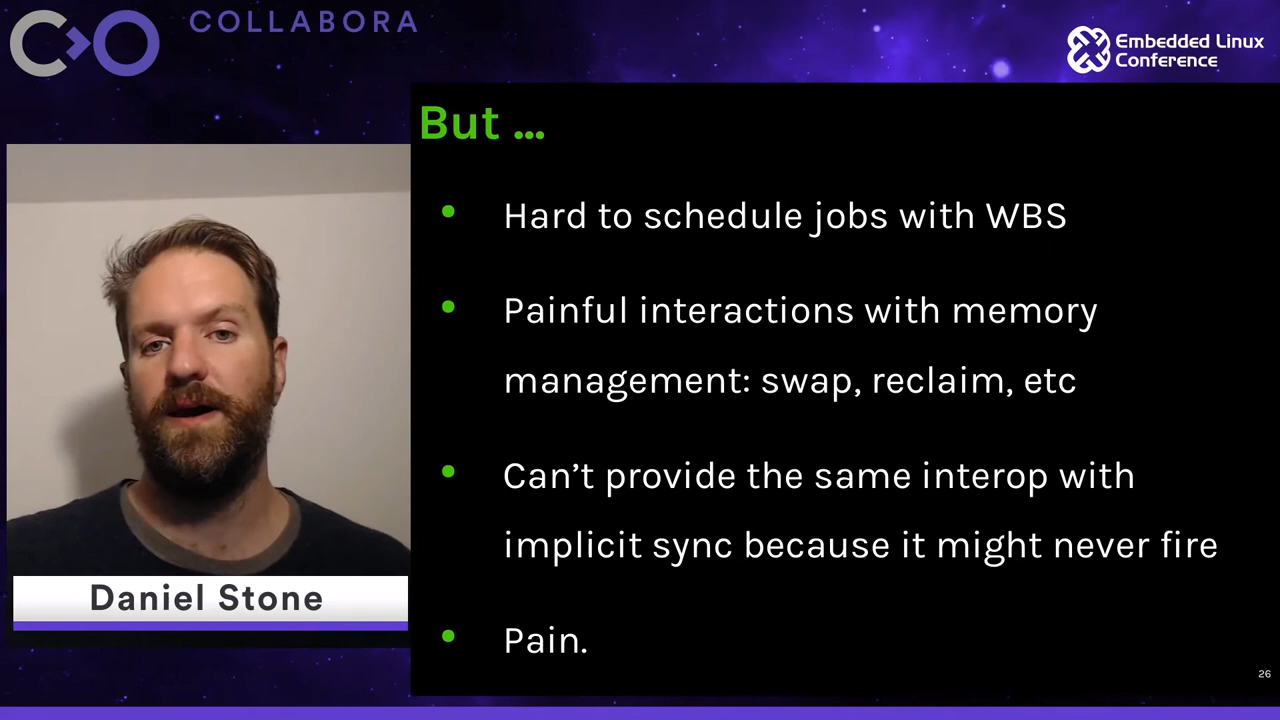 COLLABORA
Embedded Linux
Conference
But ...
• Hard to schedule jobs with WBS
• Painful interactions with memory
management: swap, reclaim, etc
• Can’t provide the same interop with
implicit sync because it might never fire
• Pain.
Daniel Stone
26